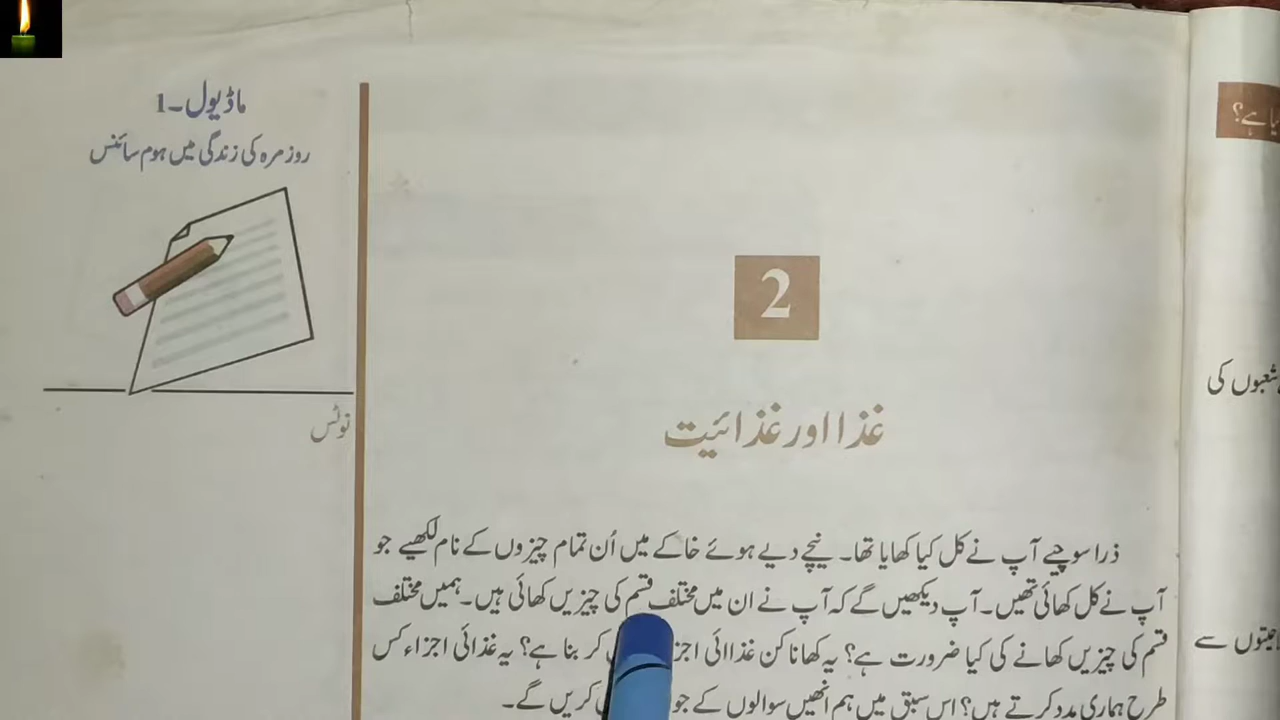 ماڈیول۔1
روزمرہ کی زندگی میں ہوم سائنس
نوٹس
2
غذا اور غذائیت
ذرا سوچیے آپ نے کل کیا کھایا تھا۔ نیچے دیے ہوئے خاکے میں اُن تمام چیزوں کے نام لکھیے جو
آپ نے کل کھائی تھیں۔ آپ دیکھیں گے کہ آپ نے ان میں مختلف قسم کی چیزیں کھائی ہیں۔ ہمیں مختلف
قسم کی چیزیں کھانے کی کیا ضرورت ہے؟ یہ کھانا کن غذائی کر بنا ہے؟ یہ غذائی اجزاء کس
طرح ہماری مدد کرتے ہیں؟ اس سبق میں ہم انھیں سوالوں کے کریں گے۔
ہے؟
شعبوں کی
سے